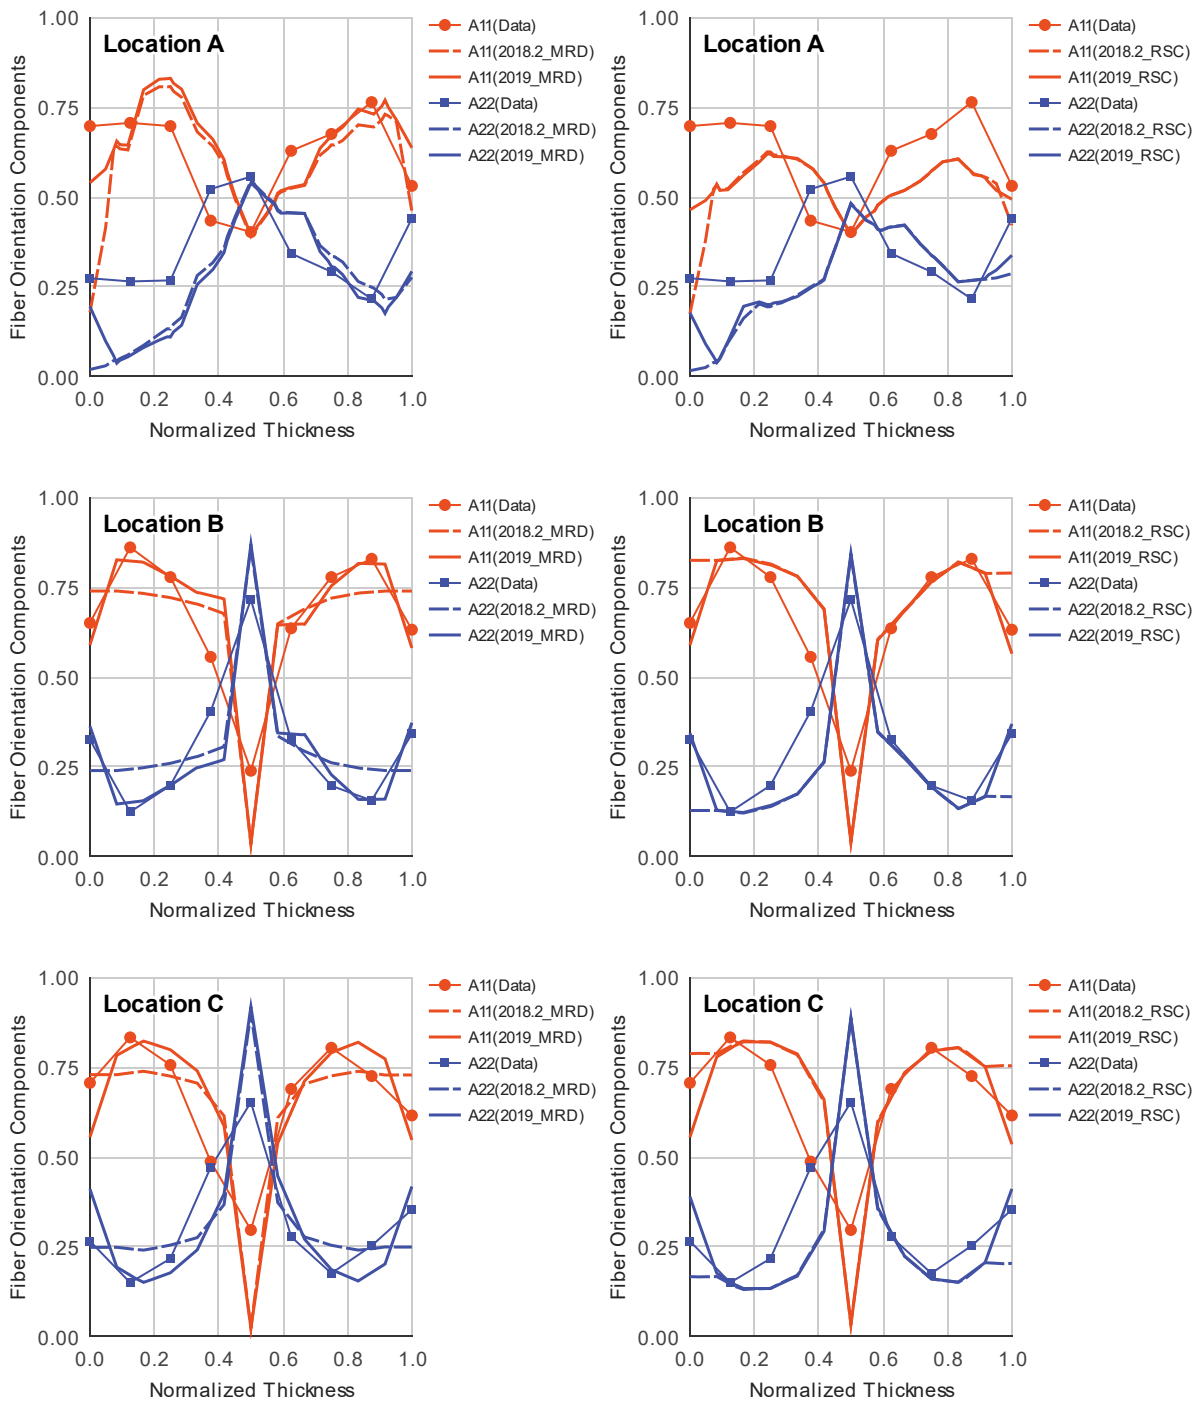 Location A
Fiber Orientation Components
1.00
0.75
0.50
0.25
0.00
0.0 0.2 0.4 0.6 0.8 1.0
Normalized Thickness
A11(Data)
A11(2018.2_MRD)
A11(2019_MRD)
A22(Data)
A22(2018.2_MRD)
A22(2019_MRD)
Location A
Fiber Orientation Components
1.00
0.75
0.50
0.25
0.00
0.0 0.2 0.4 0.6 0.8 1.0
Normalized Thickness
A11(Data)
A11(2018.2_RSC)
A11(2019_RSC)
A22(Data)
A22(2018.2_RSC)
A22(2019_RSC)
Location B
Fiber Orientation Components
1.00
0.75
0.50
0.25
0.00
0.0 0.2 0.4 0.6 0.8 1.0
Normalized Thickness
A11(Data)
A11(2018.2_MRD)
A11(2019_MRD)
A22(Data)
A22(2018.2_MRD)
A22(2019_MRD)
Location B
Fiber Orientation Components
1.00
0.75
0.50
0.25
0.00
0.0 0.2 0.4 0.6 0.8 1.0
Normalized Thickness
A11(Data)
A11(2018.2_RSC)
A11(2019_RSC)
A22(Data)
A22(2018.2_RSC)
A22(2019_RSC)
Location C
Fiber Orientation Components
1.00
0.75
0.50
0.25
0.00
0.0 0.2 0.4 0.6 0.8 1.0
Normalized Thickness
A11(Data)
A11(2018.2_MRD)
A11(2019_MRD)
A22(Data)
A22(2018.2_MRD)
A22(2019_MRD)
Location C
Fiber Orientation Components
1.00
0.75
0.50
0.25
0.00
0.0 0.2 0.4 0.6 0.8 1.0
Normalized Thickness
A11(Data)
A11(2018.2_RSC)
A11(2019_RSC)
A22(Data)
A22(2018.2_RSC)
A22(2019_RSC)